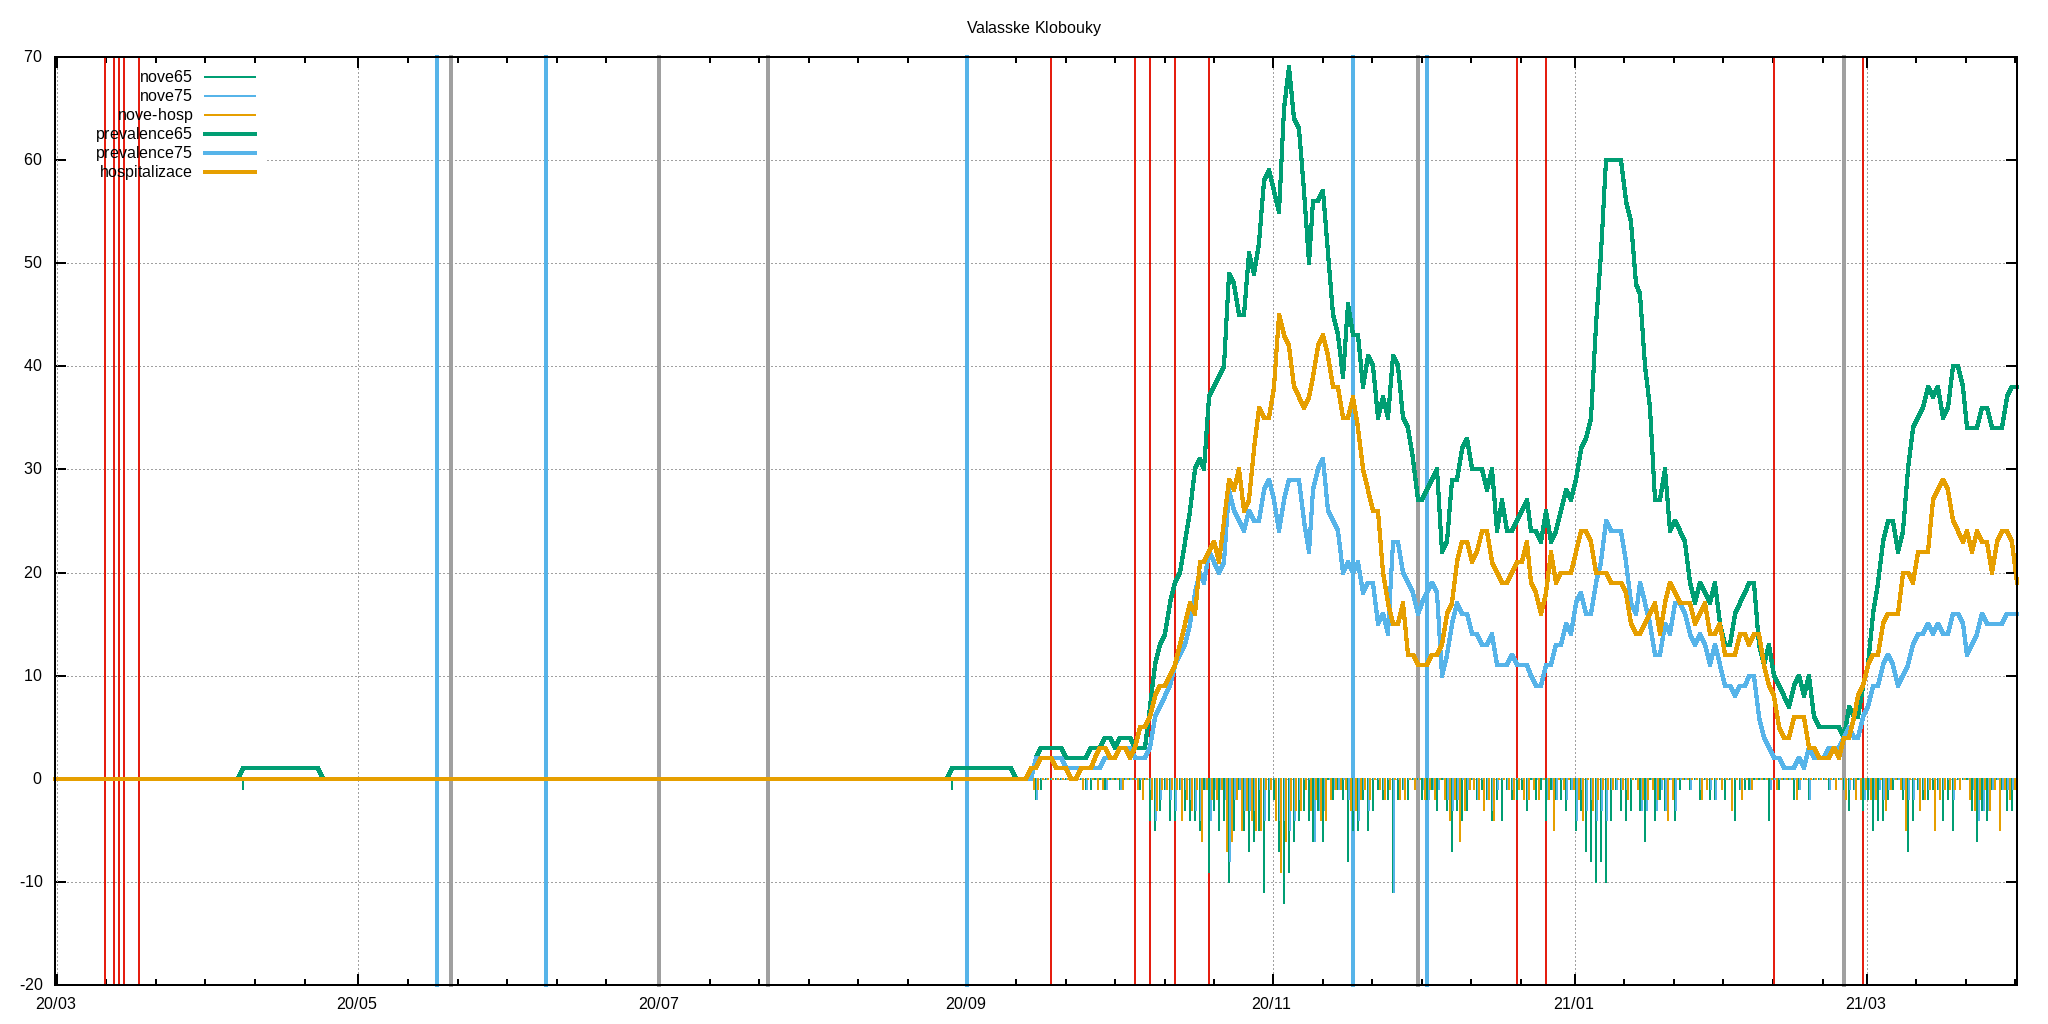 Valasske Klobouky
70
60
50
40
30
20
10
0
-10
-20
nove65
nove75
nove-hosp
prevalence65
prevalence75
hospitalizace
20/03 20/05 20/07 20/09 20/11 21/01 21/03